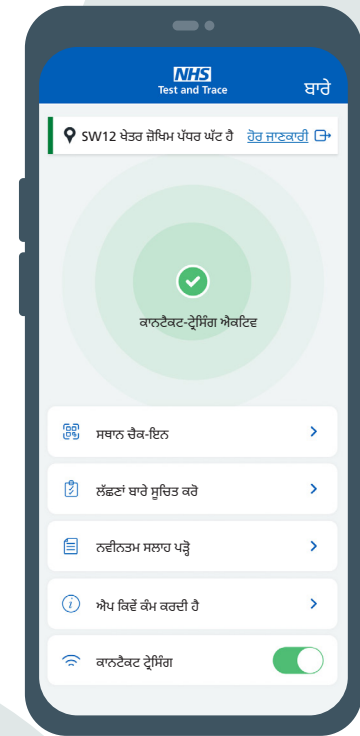 NHS
Test and Trace
ਬਾਰੇ
SW12 ਖੇਤਰ ਜ਼ੋਖਿਮ ਪੱਧਰ ਘੱਟ ਹੈ ਹੋਰ ਜਾਣਕਾਰੀ
ਕਾਨਟੈਕਟ-ਟ੍ਰੇਸਿੰਗ ਐਕਟਿਵ
ਸਥਾਨ ਚੈਕ-ਇਨ
ਲੱਛਣਾਂ ਬਾਰੇ ਸੂਚਿਤ ਕਰੋ
ਨਵੀਨਤਮ ਸਲਾਹ ਪੜ੍ਹੋ
ਐਪ ਕਿਵੇਂ ਕੰਮ ਕਰਦੀ ਹੈ
ਕਾਨਟੈਕਟ ਟ੍ਰੇਸਿੰਗ